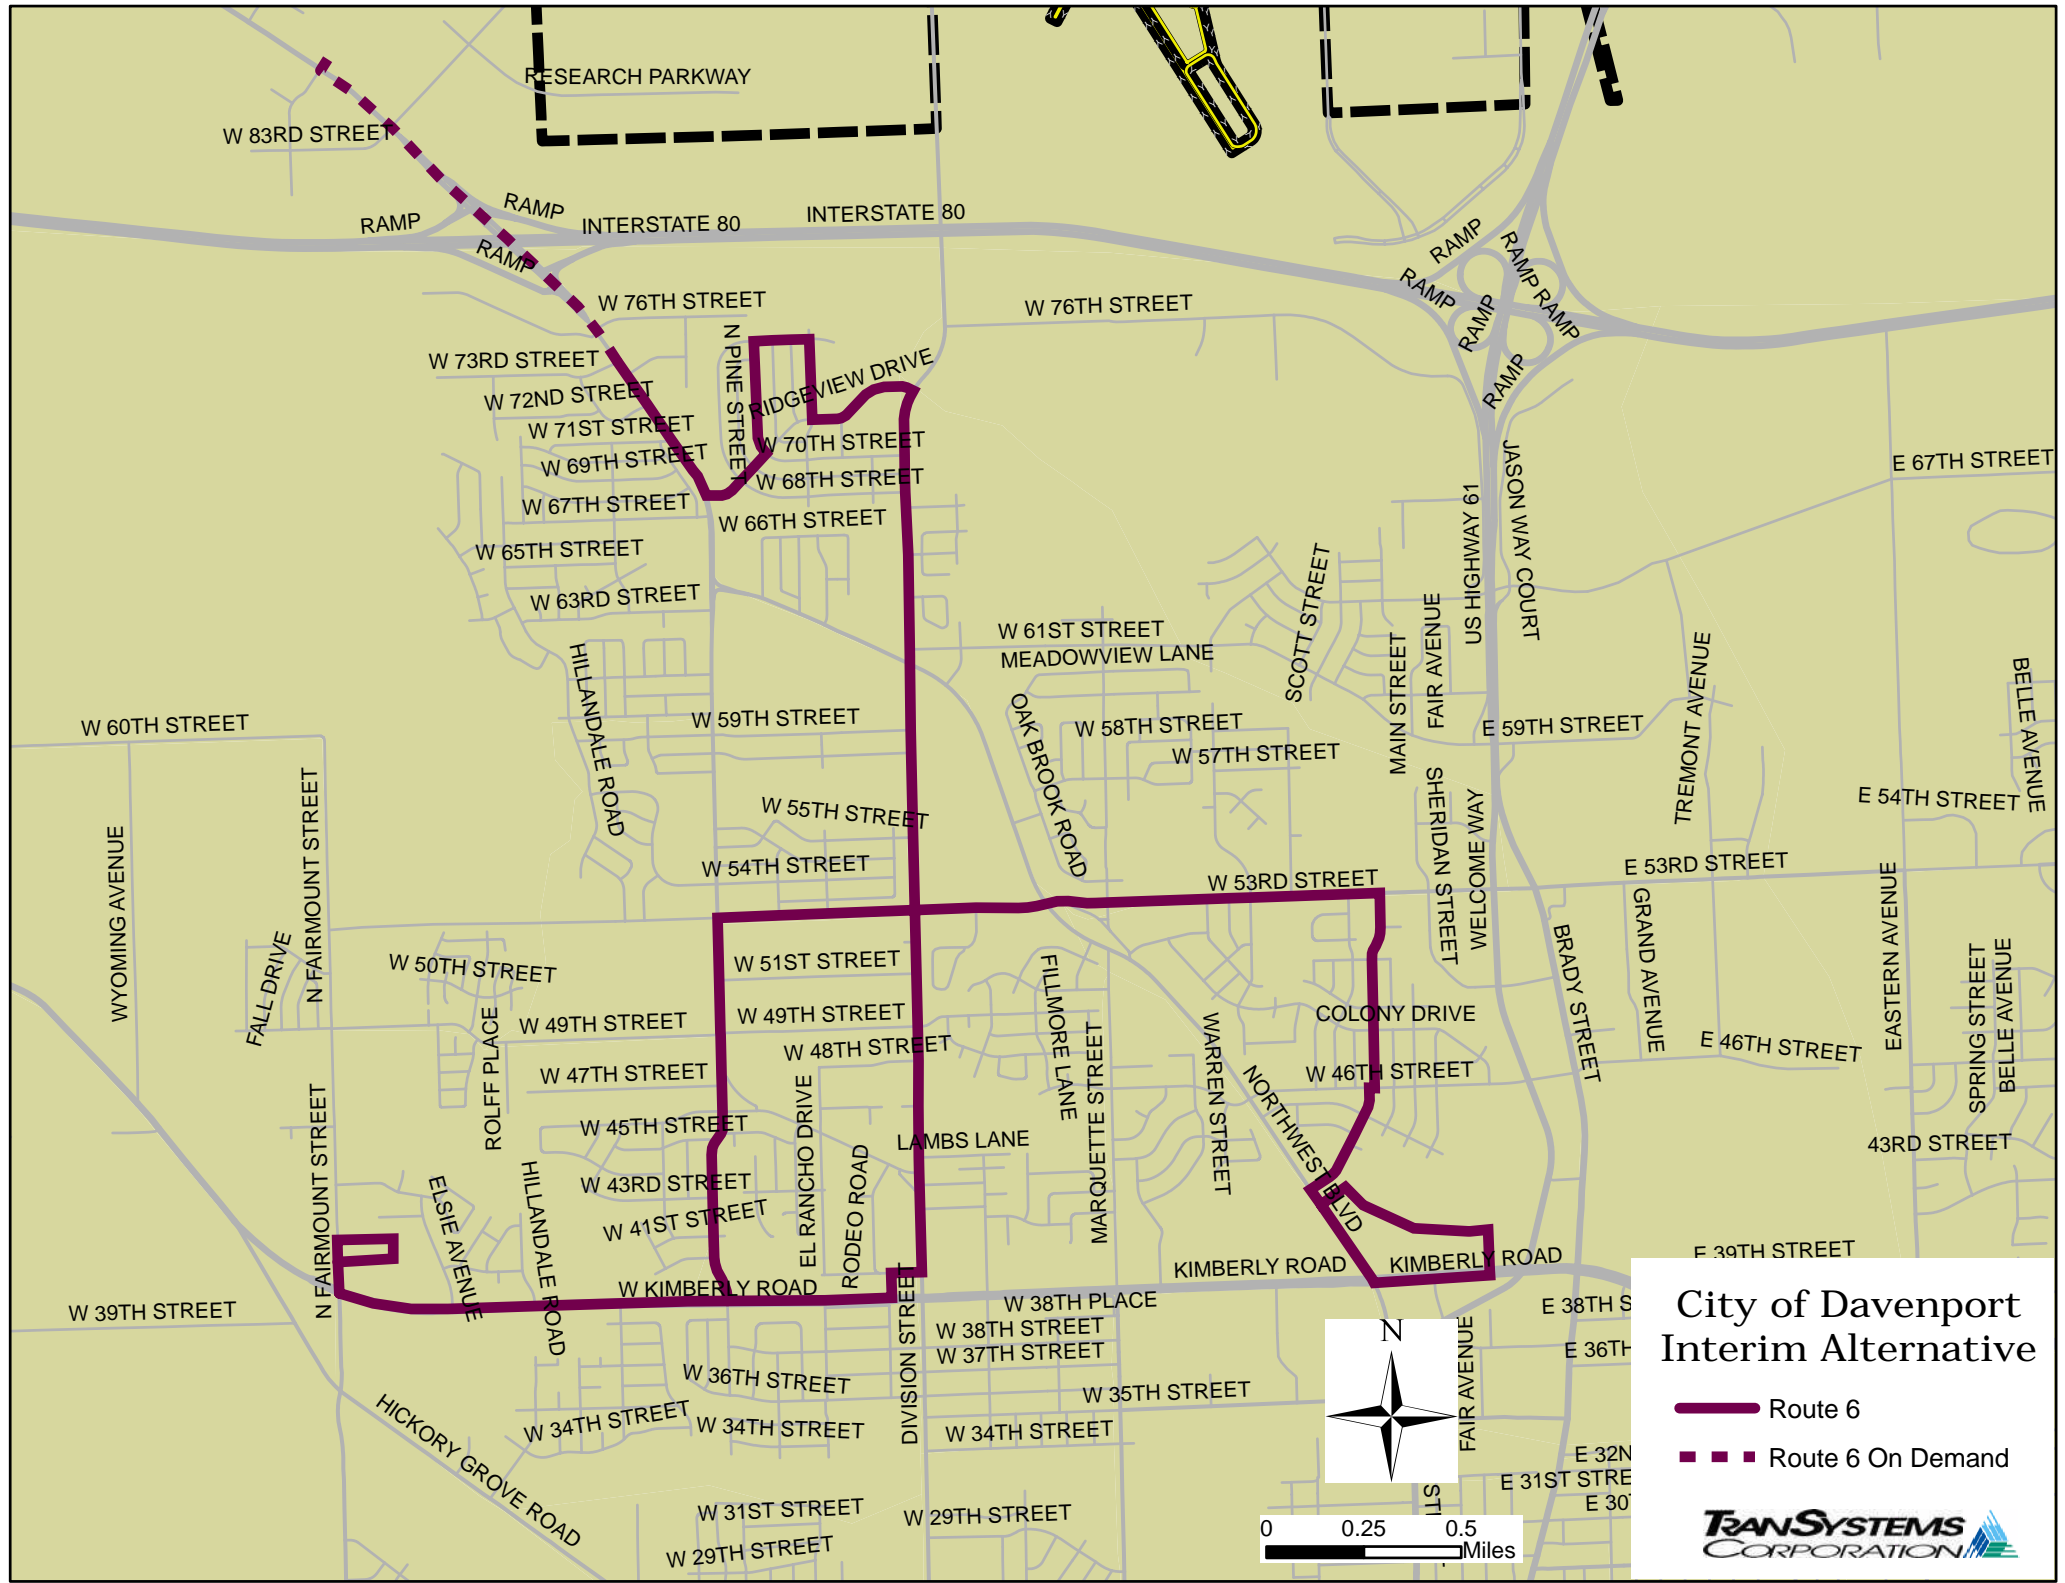 RESEARCH PARKWAY
W 83RD STREET
RAMP
RAMP
INTERSTATE 80
INTERSTATE 80
RAMP
RAMP
RAMP
RAMP
RAMP
RAMP
RAMP
W 76TH STREET
W 76TH STREET
N PINE STREET
W 73RD STREET
RIDGEVIEW DRIVE
W 72ND STREET
W 71ST STREET
W 70TH STREET
W 69TH STREET
W 68TH STREET
W 67TH STREET
W 66TH STREET
JASON WAY COURT
US HIGHWAY 61
E 67TH STREET
W 65TH STREET
W 63RD STREET
SCOTT STREET
W 61ST STREET
MEADOWVIEW LANE
MAIN STREET
FAIR AVENUE
TREMONT AVENUE
BELLE AVENUE
HILLANDALE ROAD
W 60TH STREET
W 59TH STREET
OAK BROOK ROAD
W 58TH STREET
W 57TH STREET
E 59TH STREET
N FAIRMOUNT STREET
WYOMING AVENUE
W 55TH STREET
SHERIDAN STREET
WELCOME WAY
E 54TH STREET
W 54TH STREET
W 53RD STREET
E 53RD STREET
EASTERN AVENUE
GRAND AVENUE
BRADY STREET
FALL DRIVE
W 50TH STREET
W 51ST STREET
FILLMORE LANE
SPRING STREET
BELLE AVENUE
ROLFF PLACE
W 49TH STREET
W 49TH STREET
COLONY DRIVE
WARREN STREET
MARQUETTE STREET
W 48TH STREET
E 46TH STREET
W 47TH STREET
W 46TH STREET
NORTHWEST BLVD
EL RANCHO DRIVE
N FAIRMOUNT STREET
W 45TH STREET
LAMBS LANE
43RD STREET
RODEO ROAD
ELSIE AVENUE
HILLANDALE ROAD
W 43RD STREET
W 41ST STREET
KIMBERLY ROAD
KIMBERLY ROAD
E 39TH STREET
W KIMBERLY ROAD
W 39TH STREET
DIVISION STREET
W 38TH PLACE
E 38TH S
W 38TH STREET
W 37TH STREET
E 36TH
FAIR AVENUE
W 36TH STREET
W 35TH STREET
HICKORY GROVE ROAD
W 34TH STREET
W 34TH STREET
W 34TH STREET
E 32N
E 31ST STRE
E 30
W 31ST STREET
W 29TH STREET
W 29TH STREET
N
0 0.25 0.5
Miles
City of Davenport
Interim Alternative
Route 6
Route 6 On Demand
TRANSYSTEMS
CORPORATION